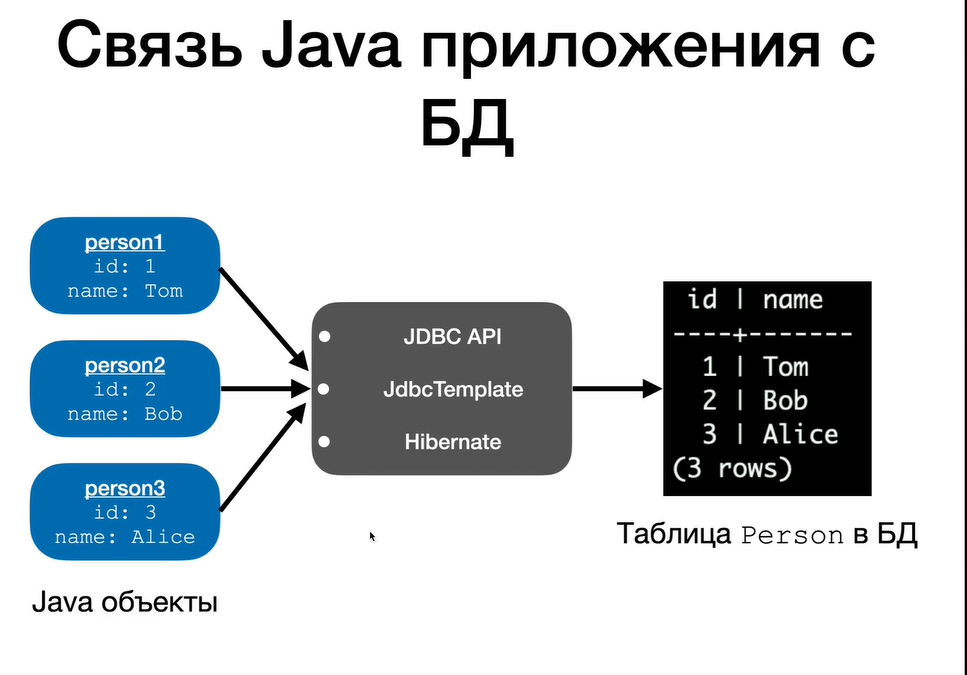 Связь Java приложения с
БД
person1
id: 1
name: Tom
person2
id: 2
name: Bob
person3
id: 3
name: Alice
Java объекты
JDBC API
JdbcTemplate
Hibernate
id | name
----+-------
1 | Tom
2 | Bob
3 | Alice
(3 rows)
Таблица Person в БД